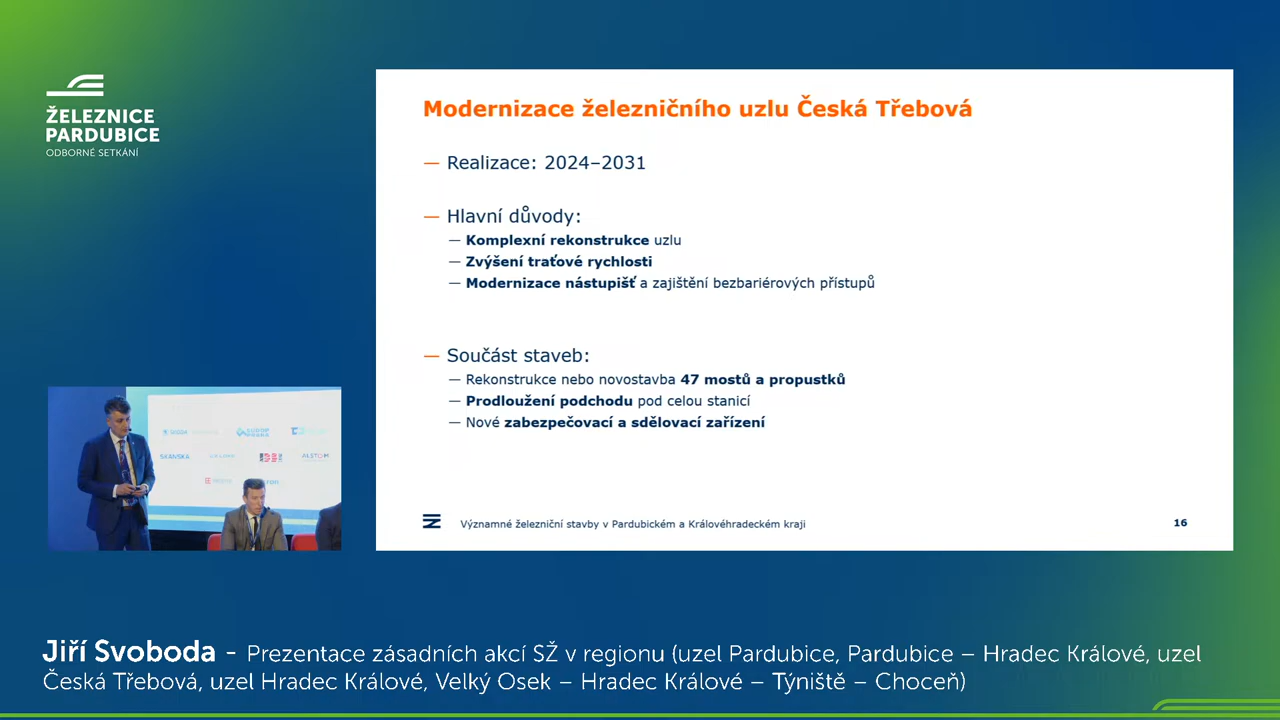 ŽELEZNICE
PARDUBICE
ODBORNÉ SETKÁNÍ
Modernizace železničního uzlu Česká Třebová
— Realizace: 2024–2031
— Hlavní důvody:
— Komplexní rekonstrukce uzlu
— Zvýšení traťové rychlosti
— Modernizace nástupišť a zajištění bezbariérových přístupů
— Součást staveb:
— Rekonstrukce nebo novostavba 47 mostů a propustků
— Prodloužení podchodu pod celou stanicí
— Nové zabezpečovací a sdělovací zařízení
Významné železniční stavby v Pardubickém a Královéhradeckém kraji
16
SKANSKA
ALSTOM
Jiří Svoboda - Prezentace zásadních akcí SŽ v regionu (uzel Pardubice, Pardubice – Hradec Králové, uzel
Česká Třebová, uzel Hradec Králové, Velký Osek – Hradec Králové – Týniště – Choceň)